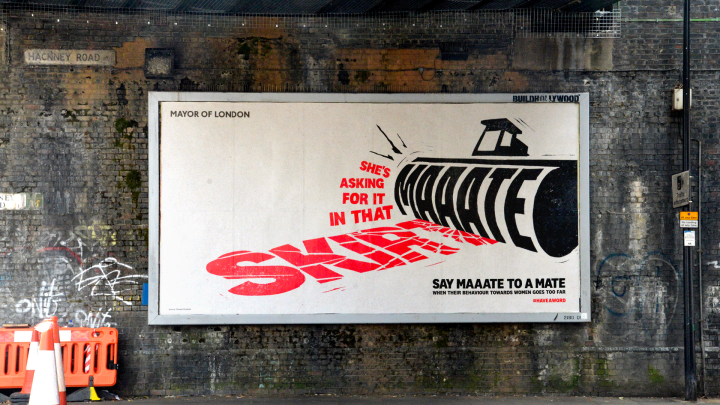 HACKNEY ROAD
BUILDHOLLYWOOD
MAYOR OF LONDON
SHE'S
ASKING
FOR IT
IN THAT
SKIRT
MAAAATE
SAY MAAATE TO A MATE
WHEN THEIR BEHAVIOUR TOWARDS WOMEN GOES TOO FAR
#HAVEAWORD